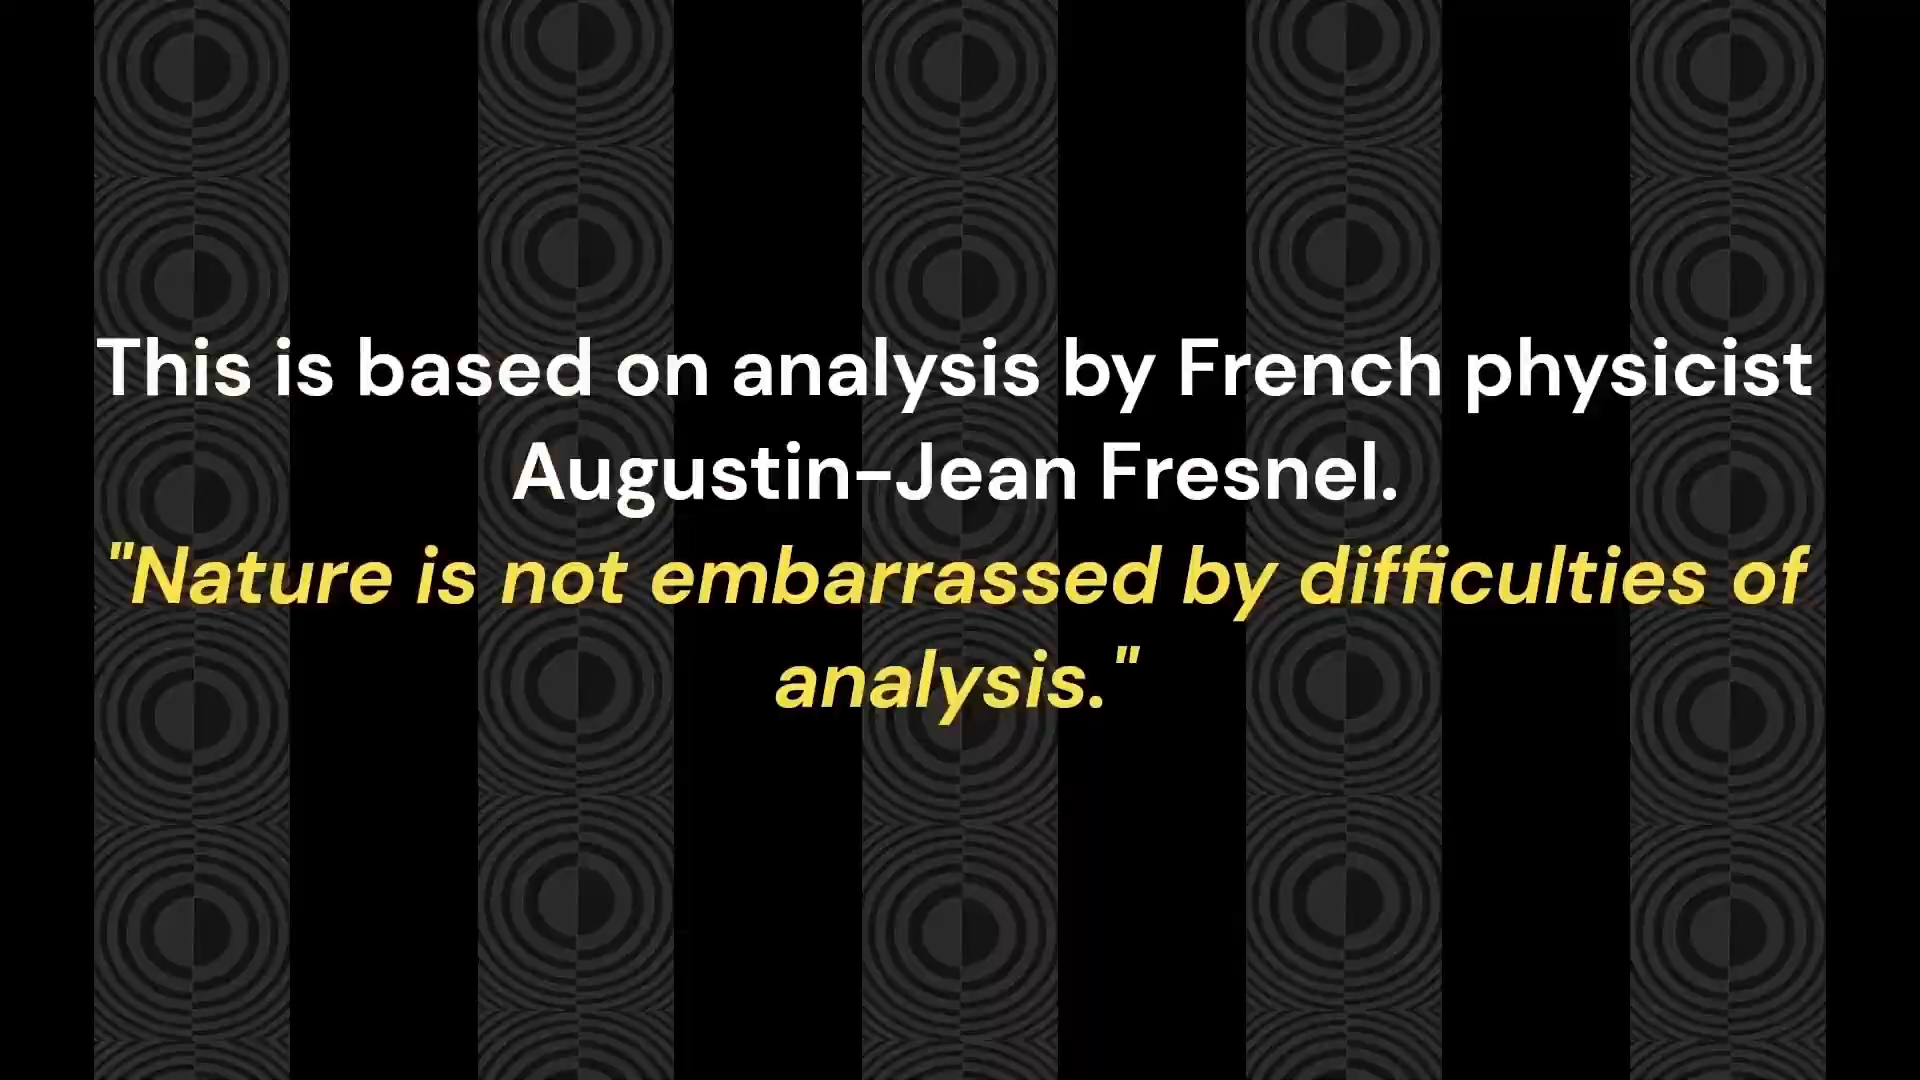 This is based on analysis by French physicist
Augustin-Jean Fresnel.
"Nature is not embarrassed by difficulties of
analysis."